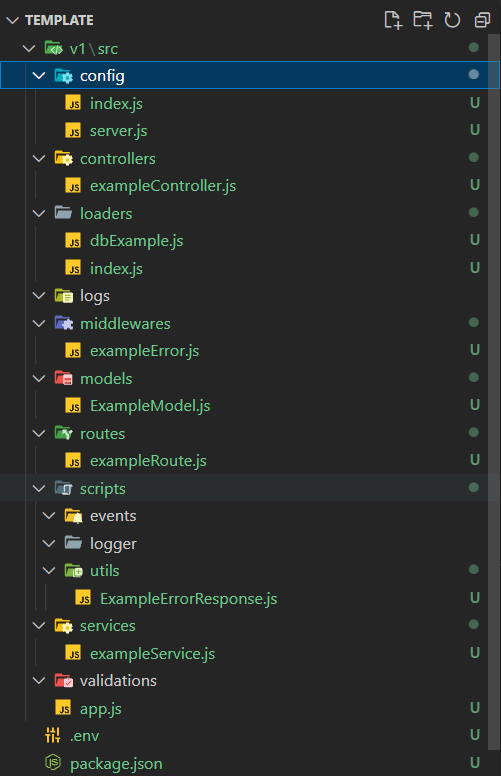 TEMPLATE
v1\src
config
JS index.js U
JS server.js U
controllers
JS exampleController.js U
loaders
JS dbExample.js U
JS index.js U
logs
middlewares
JS exampleError.js U
models
JS ExampleModel.js U
routes
JS exampleRoute.js U
scripts
events
logger
utils
JS ExampleErrorResponse.js U
services
JS exampleService.js U
validations
JS app.js U
.env U
JS package.json U